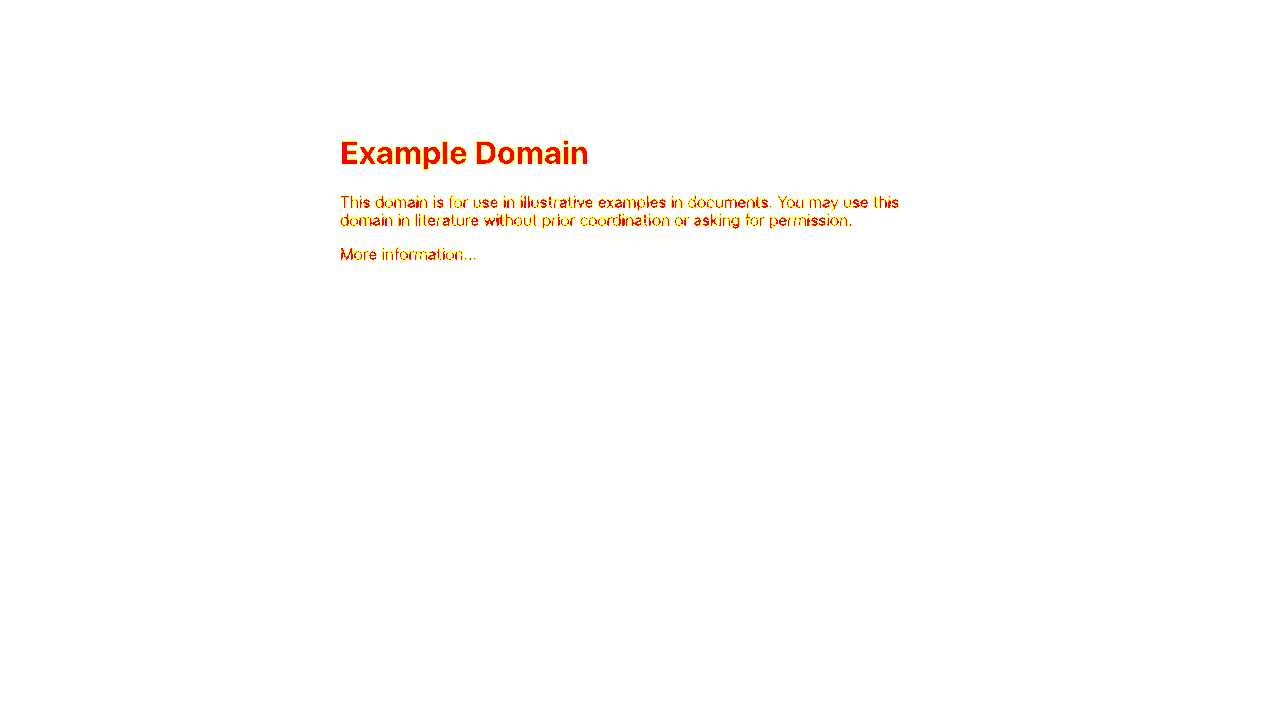 Example Domain
This domain is for use in illustrative examples in documents. You may use this
domain in literature without prior coordination or asking for permission.
More information...